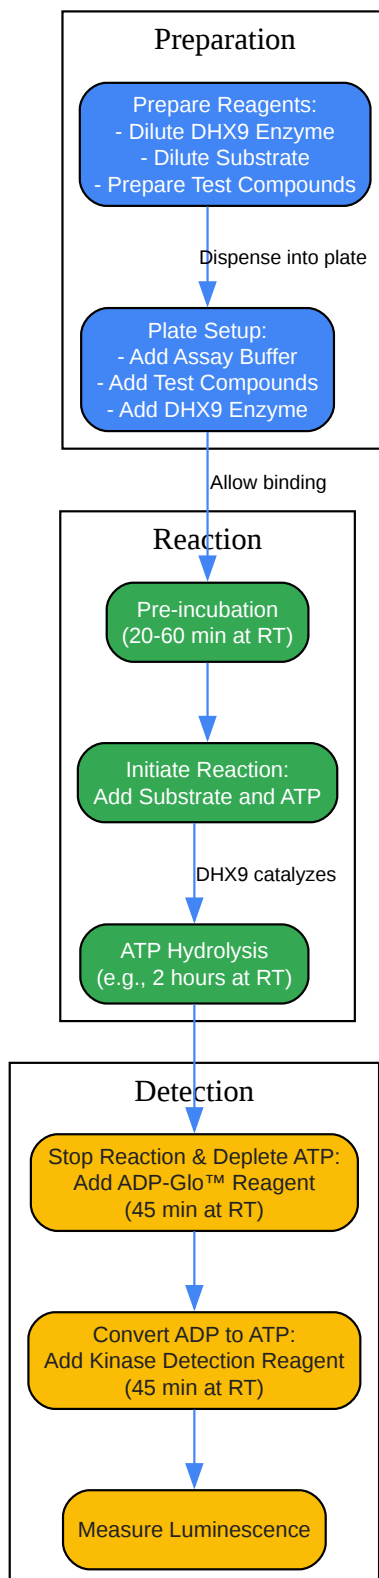 Preparation
Prepare Reagents:
- Dilute DHX9 Enzyme
- Dilute Substrate
- Prepare Test Compounds
Dispense into plate
Plate Setup:
- Add Assay Buffer
- Add Test Compounds
- Add DHX9 Enzyme
Allow binding
Reaction
Pre-incubation
(20-60 min at RT)
Initiate Reaction:
Add Substrate and ATP
DHX9 catalyzes
ATP Hydrolysis
(e.g., 2 hours at RT)
Detection
Stop Reaction & Deplete ATP:
Add ADP-Glo™ Reagent
(45 min at RT)
Convert ADP to ATP:
Add Kinase Detection Reagent
(45 min at RT)
Measure Luminescence